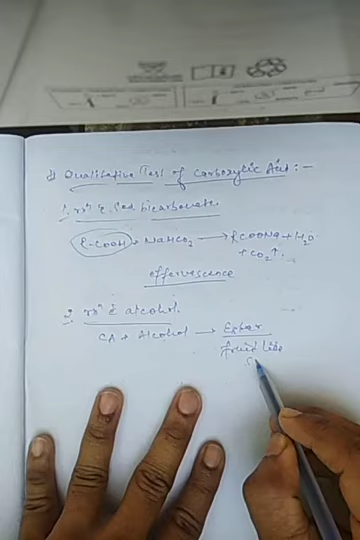 Qualitative Test of Carboxylic Acid:-
1. rxn c̄ Sod bicarbonate.
R-COOH + NaHCO3 → RCOONa + H2O
+ CO2↑.
effervescence
2. rxn c̄ alcohol.
CA + Alcohol → Ester
fruit like
S